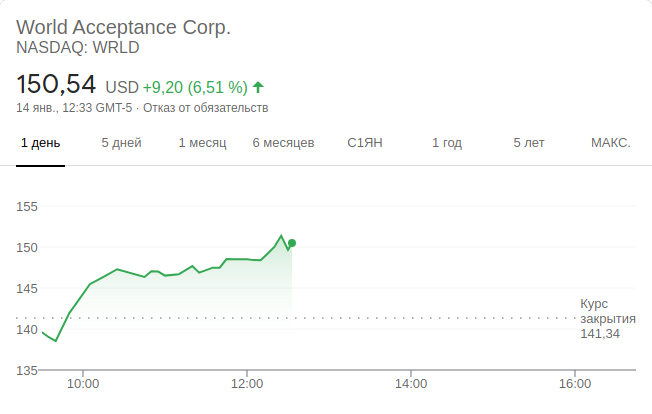 World Acceptance Corp.
NASDAQ: WRLD
150,54 USD +9,20 (6,51 %)
14 янв., 12:33 GMT-5 · Отказ от обязательств
1 день 5 дней 1 месяц 6 месяцев С1ЯН 1 год 5 лет МАКС.
155
150
145
Курс
закрытия
141,34
140
135
10:00 12:00 14:00 16:00